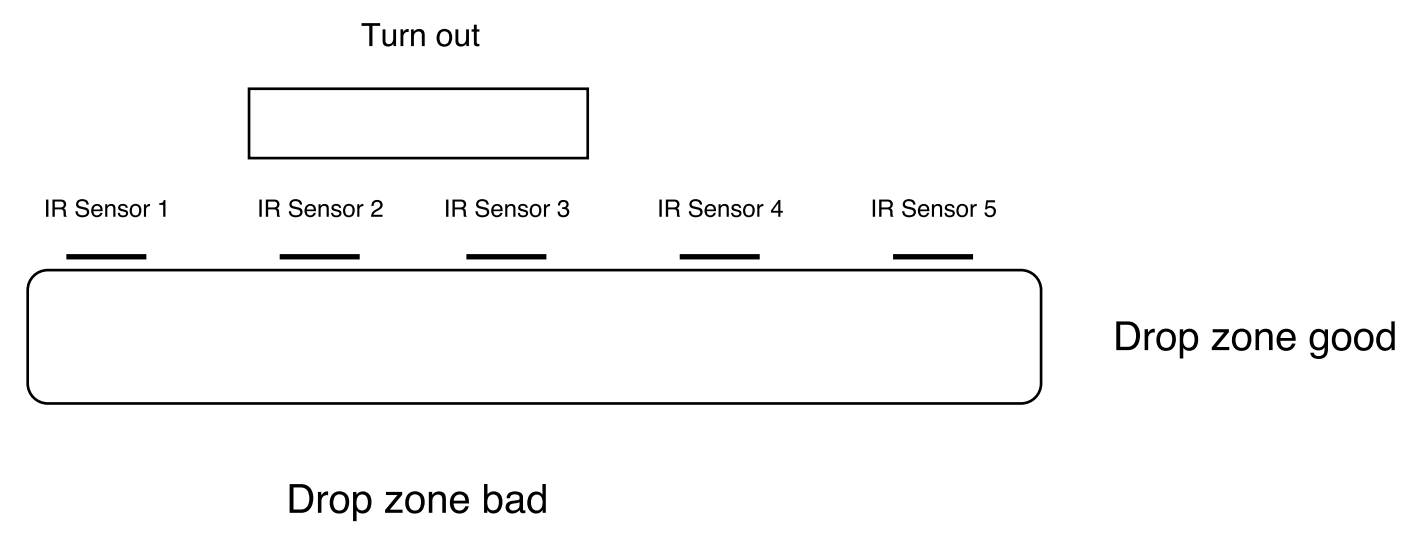 Turn out
IR Sensor 1
IR Sensor 2
IR Sensor 3
IR Sensor 4
IR Sensor 5
Drop zone good
Drop zone bad